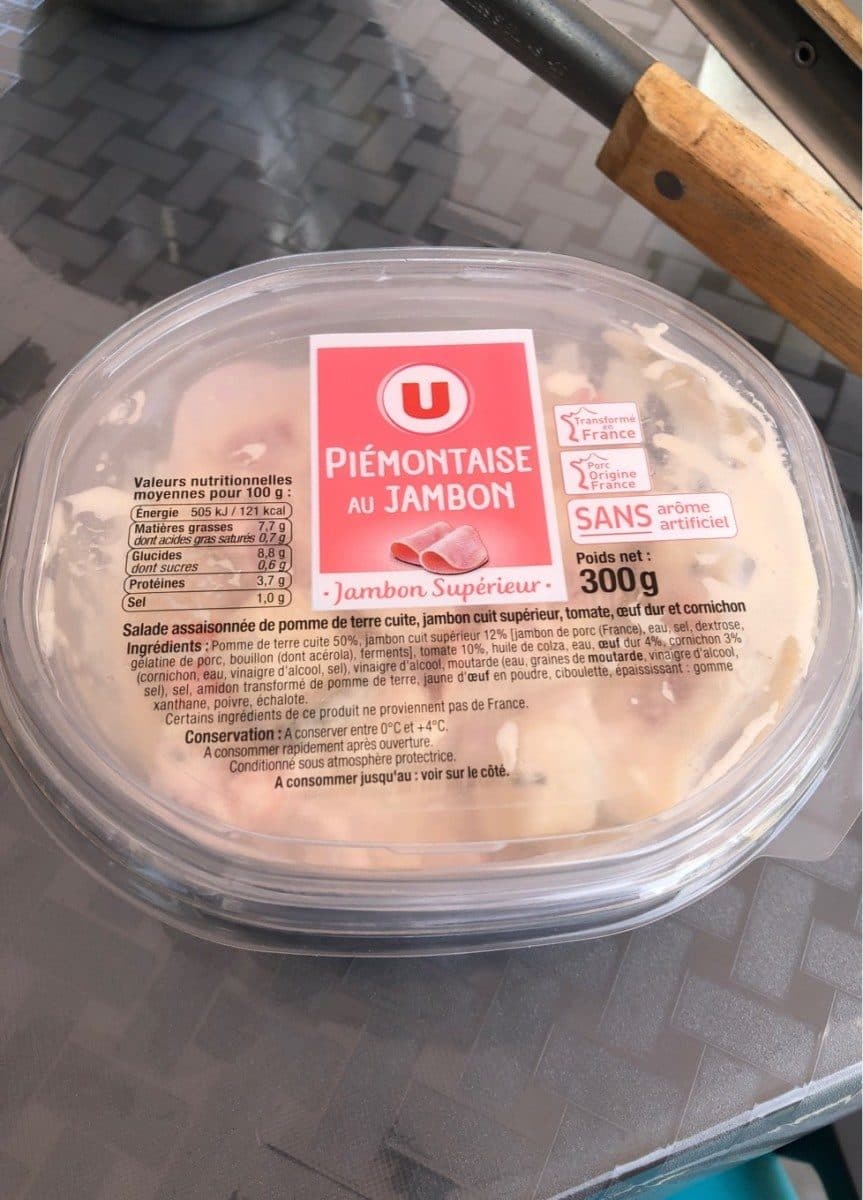 U
PIÉMONTAISE
AU JAMBON
• Jambon Supérieur •
Transformé
en
France
Porc
Origine
France
SANS arôme
artificiel
Poids net :
300 g
Valeurs nutritionnelles
moyennes pour 100 g :
Énergie 505 kJ / 121 kcal
Matières grasses 7,7 g
dont acides gras saturés 0,7 g
Glucides 8,8 g
dont sucres 0,6 g
Protéines 3,7 g
Sel 1,0 g
Salade assaisonnée de pomme de terre cuite, jambon cuit supérieur, tomate, œuf dur et cornichon
Ingrédients : Pomme de terre cuite 50%, jambon cuit supérieur 12% [jambon de porc (France), eau, sel, dextrose,
gélatine de porc, bouillon (dont acérola), ferments], tomate 10%, huile de colza, eau, œuf dur 4%, cornichon 3%
(cornichon, eau, vinaigre d'alcool, sel), vinaigre d'alcool, moutarde (eau, graines de moutarde, vinaigre d'alcool,
sel), sel, amidon transformé de pomme de terre, jaune d'œuf en poudre, ciboulette, épaississant : gomme
xanthane, poivre, échalote.
Certains ingrédients de ce produit ne proviennent pas de France.
Conservation : A conserver entre 0°C et +4°C.
A consommer rapidement après ouverture.
Conditionné sous atmosphère protectrice.
A consommer jusqu'au : voir sur le côté.